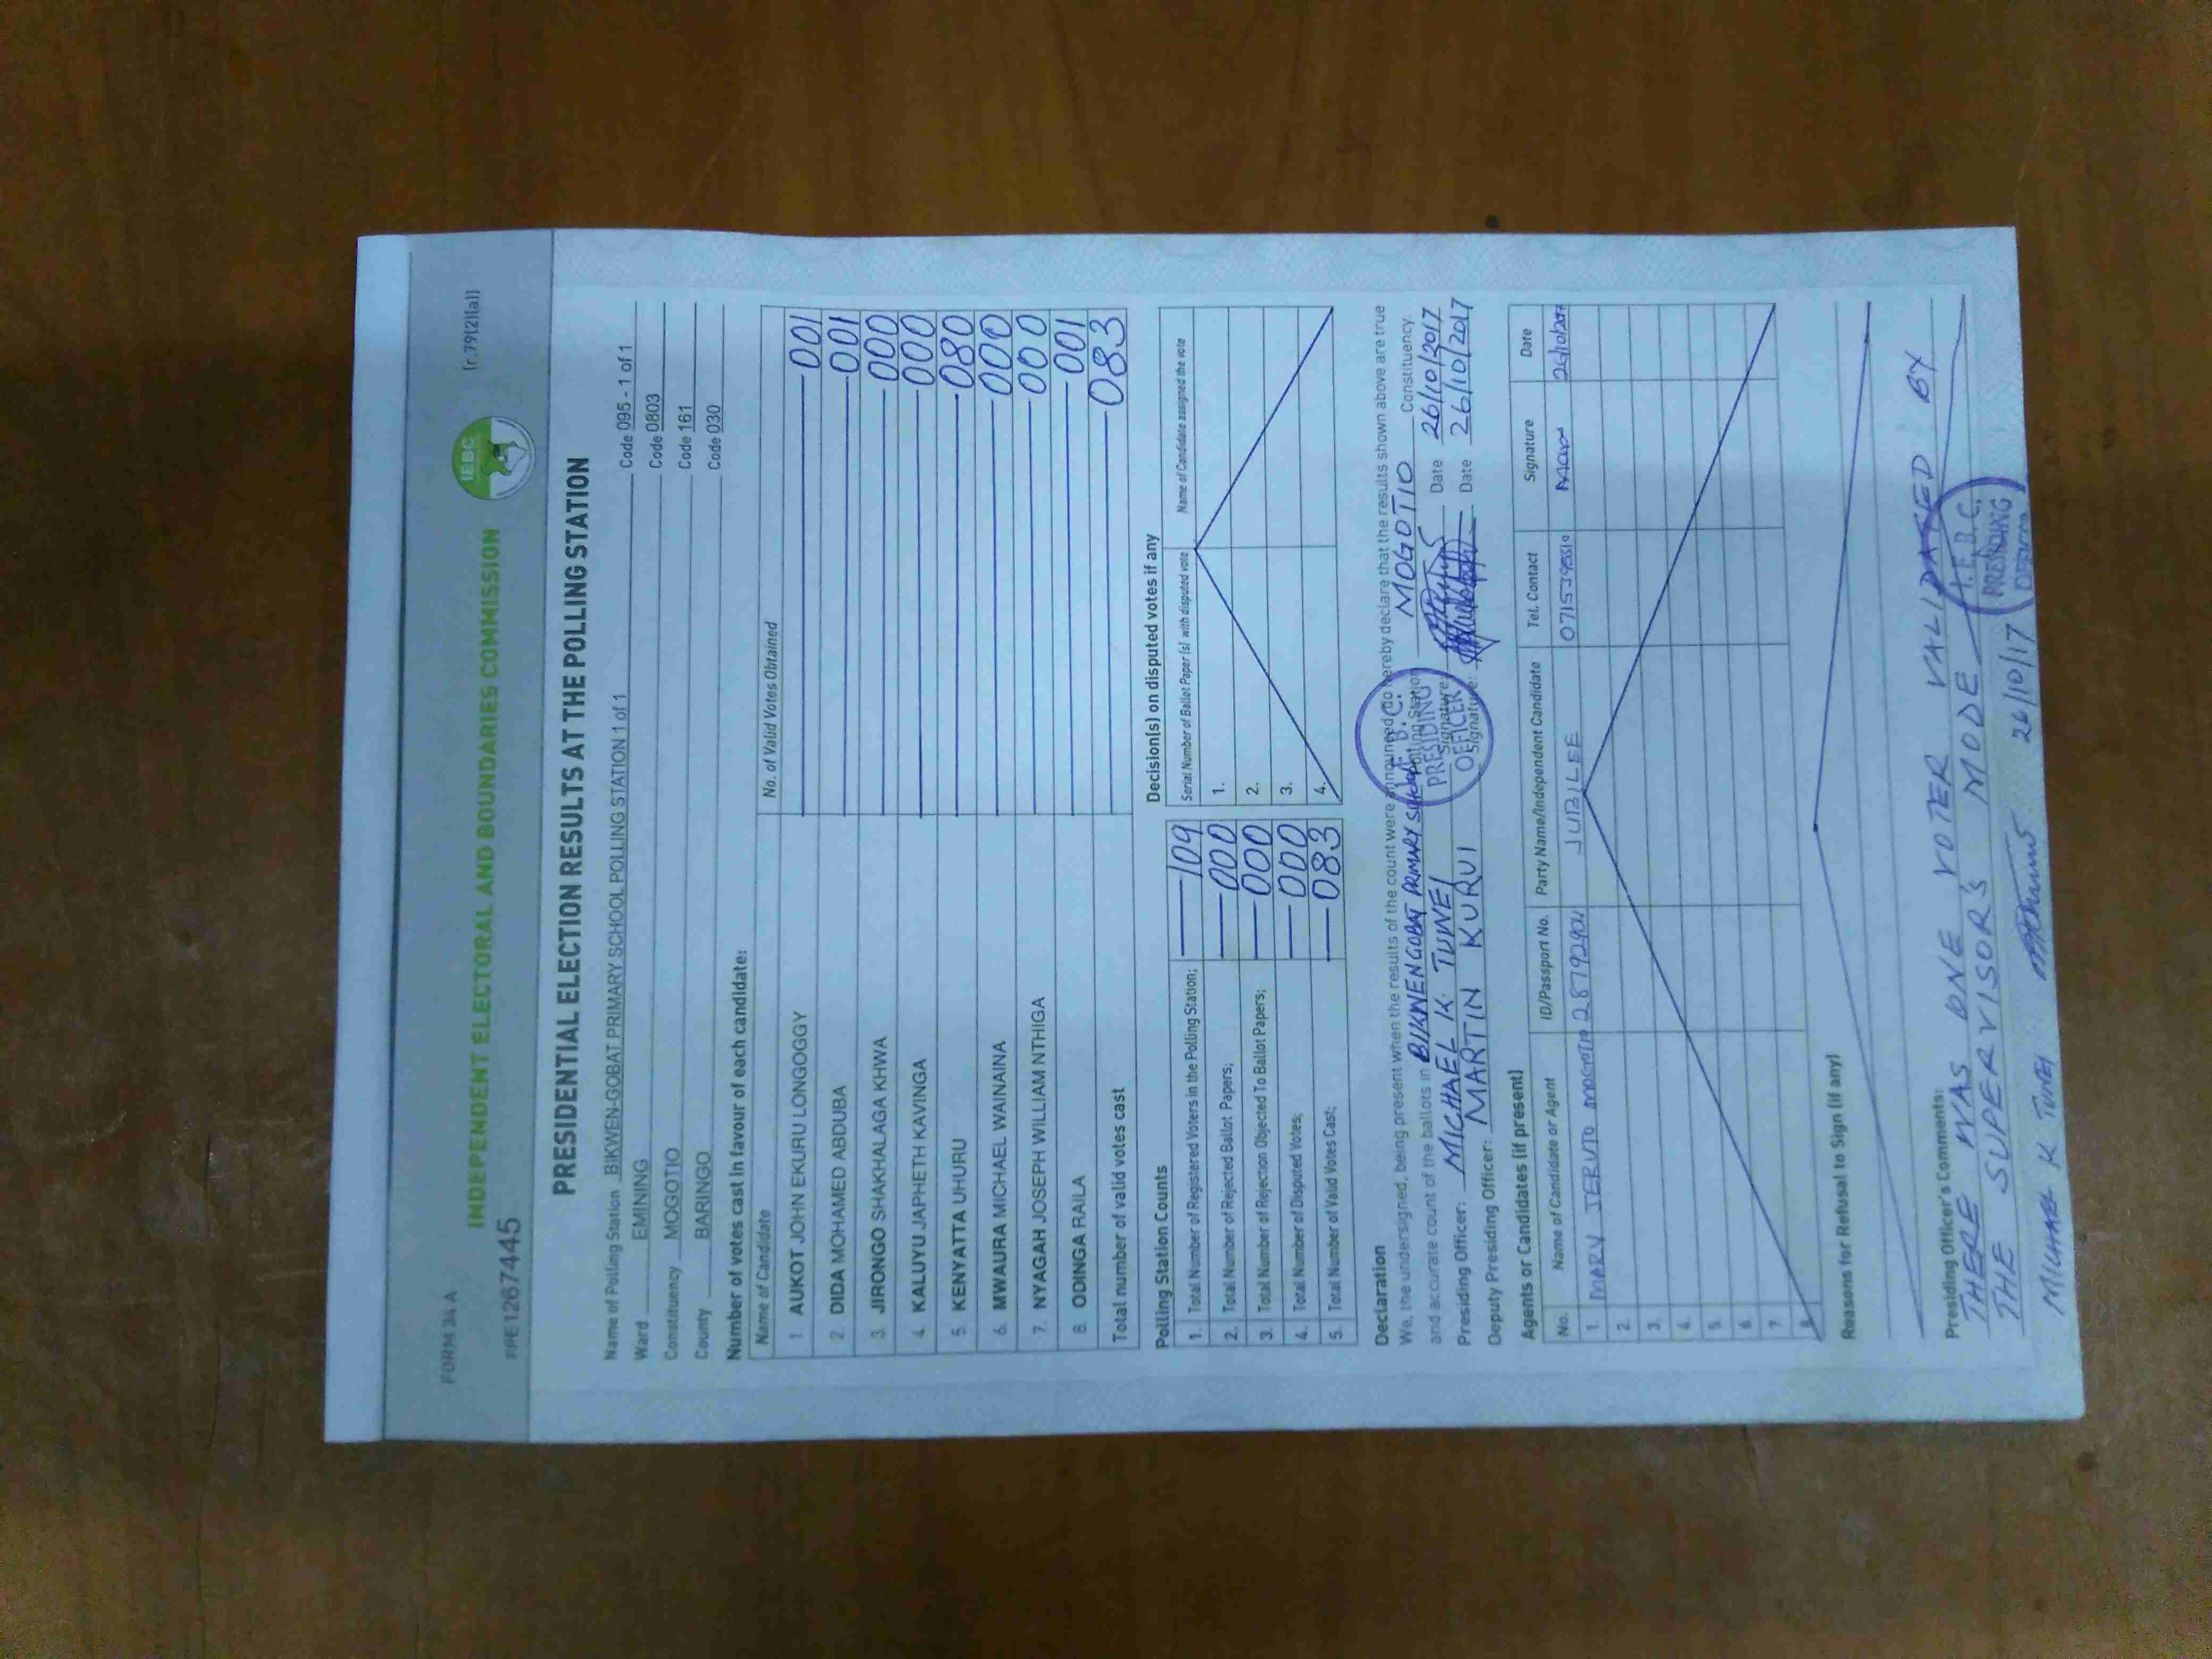 FORM 34 A
(r.79(2)(a))
PRE1267445
IEBC
INDEPENDENT ELECTORAL AND BOUNDARIES COMMISSION
PRESIDENTIAL ELECTION RESULTS AT THE POLLING STATION
Name of Polling Station BIKWEN-GOBAT PRIMARY SCHOOL POLLING STATION 1 of 1 Code 095 - 1 of 1
Ward EMINING Code 0803
Constituency MOGOTIO Code 161
County BARINGO Code 030
Number of votes cast in favour of each candidate:
Name of Candidate No. of Valid Votes Obtained
1 AUKOT JOHN EKURU LONGOGGY 001
2. DIDA MOHAMED ABDUBA 001
3. JIRONGO SHAKHALAGA KHWA 000
4. KALUYU JAPHETH KAVINGA 000
5. KENYATTA UHURU 080
6. MWAURA MICHAEL WAINAINA 000
7. NYAGAH JOSEPH WILLIAM NTHIGA 000
8 ODINGA RAILA 001
Total number of valid votes cast 083
Polling Station Counts
1. Total Number of Registered Voters in the Polling Station; 109
2. Total Number of Rejected Ballot Papers; 000
3. Total Number of Rejection Objected To Ballot Papers; 000
4. Total Number of Disputed Votes; 000
5. Total Number of Valid Votes Cast; 083
Decision(s) on disputed votes if any
Serial Number of Ballot Paper (s) with disputed vote Name of Candidate assigned the vote
1.
2.
3.
4.
Declaration
We, the undersigned, being present when the results of the count were announced, do hereby declare that the results shown above are true
and accurate count of the ballots in BIKWENGOBAT PRIMARY SCHOOL Polling Station MOGOTIO Constituency.
Presiding Officer: MICHAEL K. TUNEI Signature: Date 26/10/2017
Deputy Presiding Officer: MARTIN KURUI Signature: Date 26/10/2017
PRESIDING
OFFICER
Agents or Candidates (if present)
No. Name of Candidate or Agent ID/Passport No. Party Name/Independent Candidate Tel. Contact Signature Date
1. MARY JERUTO 28792904 JUBILEE 26/10/2017
2.
3.
4.
5.
6.
7.
8.
Reasons for Refusal to Sign (if any)
Presiding Officer's Comments:
THERE WAS ONE VOTER VALIDATED BY
THE SUPERVISOR'S MODE
I.E.B.C.
PRESIDING
OFFICER
MICHAEL K TUNEI 26/10/17